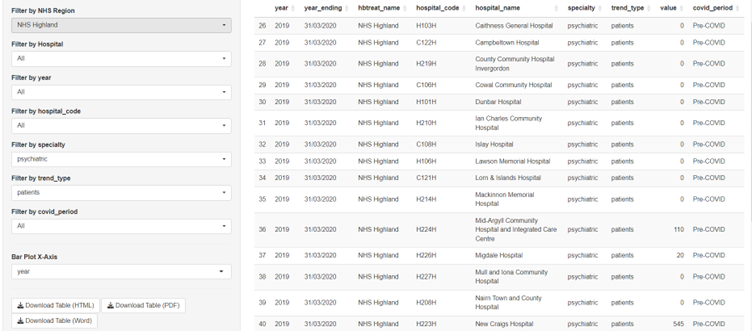 Filter by NHS Region
NHS Highland
Filter by Hospital
All
Filter by year
All
Filter by hospital_code
All
Filter by specialty
psychiatric
Filter by trend_type
patients
Filter by covid_period
All
Bar Plot X-Axis
year
Download Table (HTML) Download Table (PDF)
Download Table (Word)
year year_ending hbtreat_name hospital_code hospital_name specialty trend_type value covid_period
26 2019 31/03/2020 NHS Highland H103H Caithness General Hospital psychiatric patients 0 Pre-COVID
27 2019 31/03/2020 NHS Highland C122H Campbeltown Hospital psychiatric patients 0 Pre-COVID
28 2019 31/03/2020 NHS Highland H219H County Community Hospital psychiatric patients 0 Pre-COVID
Invergordon
29 2019 31/03/2020 NHS Highland C106H Cowal Community Hospital psychiatric patients 0 Pre-COVID
30 2019 31/03/2020 NHS Highland H101H Dunbar Hospital psychiatric patients 0 Pre-COVID
31 2019 31/03/2020 NHS Highland H210H Ian Charles Community psychiatric patients 0 Pre-COVID
Hospital
32 2019 31/03/2020 NHS Highland C108H Islay Hospital psychiatric patients 0 Pre-COVID
33 2019 31/03/2020 NHS Highland H106H Lawson Memorial Hospital psychiatric patients 0 Pre-COVID
34 2019 31/03/2020 NHS Highland C121H Lorn & Islands Hospital psychiatric patients 0 Pre-COVID
35 2019 31/03/2020 NHS Highland H214H Mackinnon Memorial psychiatric patients 0 Pre-COVID
Hospital
36 2019 31/03/2020 NHS Highland H224H Mid-Argyll Community psychiatric patients 110 Pre-COVID
Hospital and Integrated Care
Centre
37 2019 31/03/2020 NHS Highland H226H Migdale Hospital psychiatric patients 20 Pre-COVID
38 2019 31/03/2020 NHS Highland H227H Mull and Iona Community psychiatric patients 0 Pre-COVID
Hospital
39 2019 31/03/2020 NHS Highland H208H Nairn Town and County psychiatric patients 0 Pre-COVID
Hospital
40 2019 31/03/2020 NHS Highland H223H New Craigs Hospital psychiatric patients 545 Pre-COVID